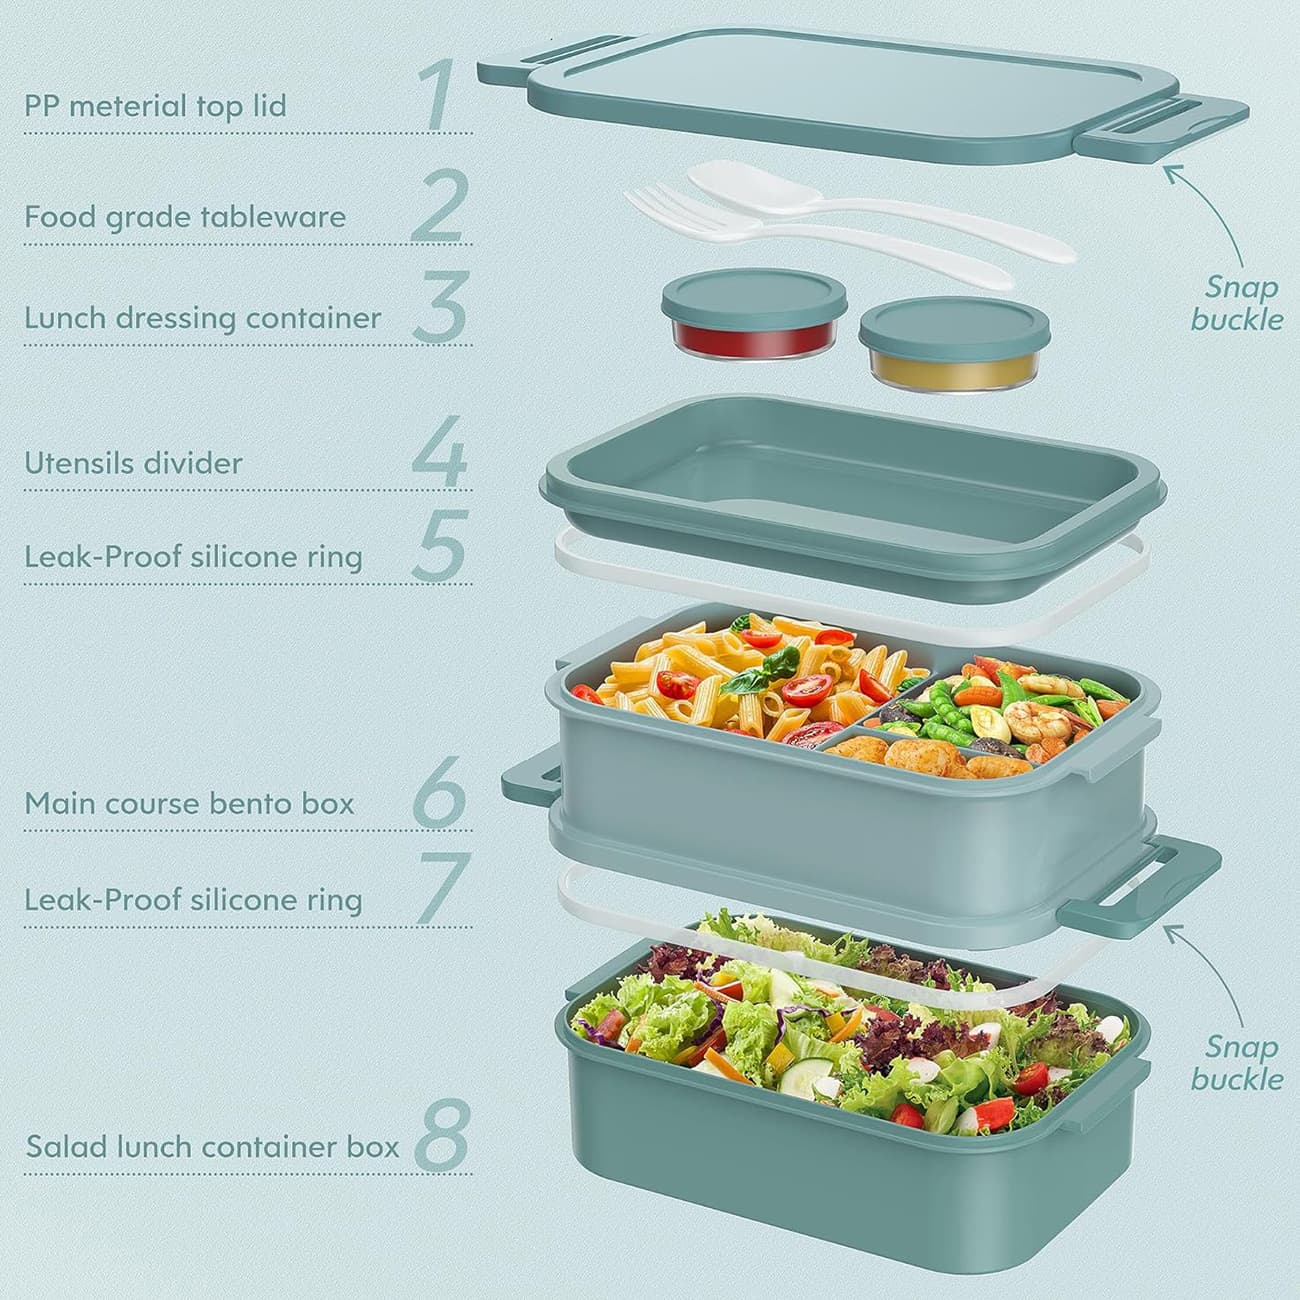 PP meterial top lid 1
Food grade tableware 2
Lunch dressing container 3
Utensils divider 4
Leak-Proof silicone ring 5
Main course bento box 6
Leak-Proof silicone ring 7
Salad lunch container box 8
Snap
buckle
Snap
buckle